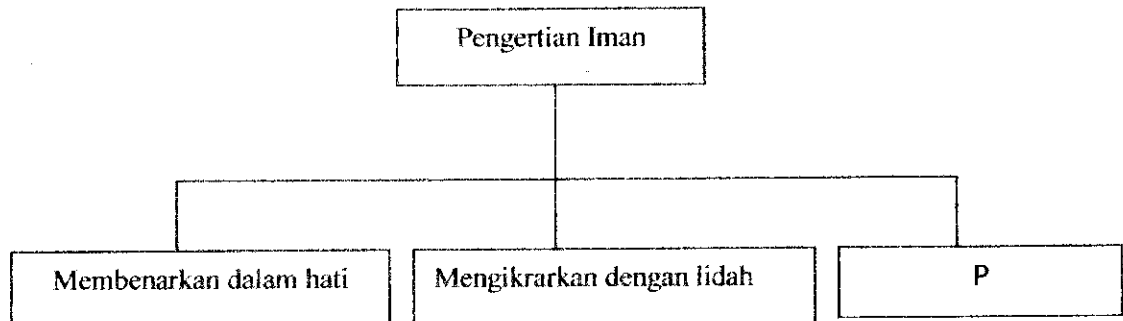 Pengertian Iman
Membenarkan dalam hati
Mengikrarkan dengan lidah
P